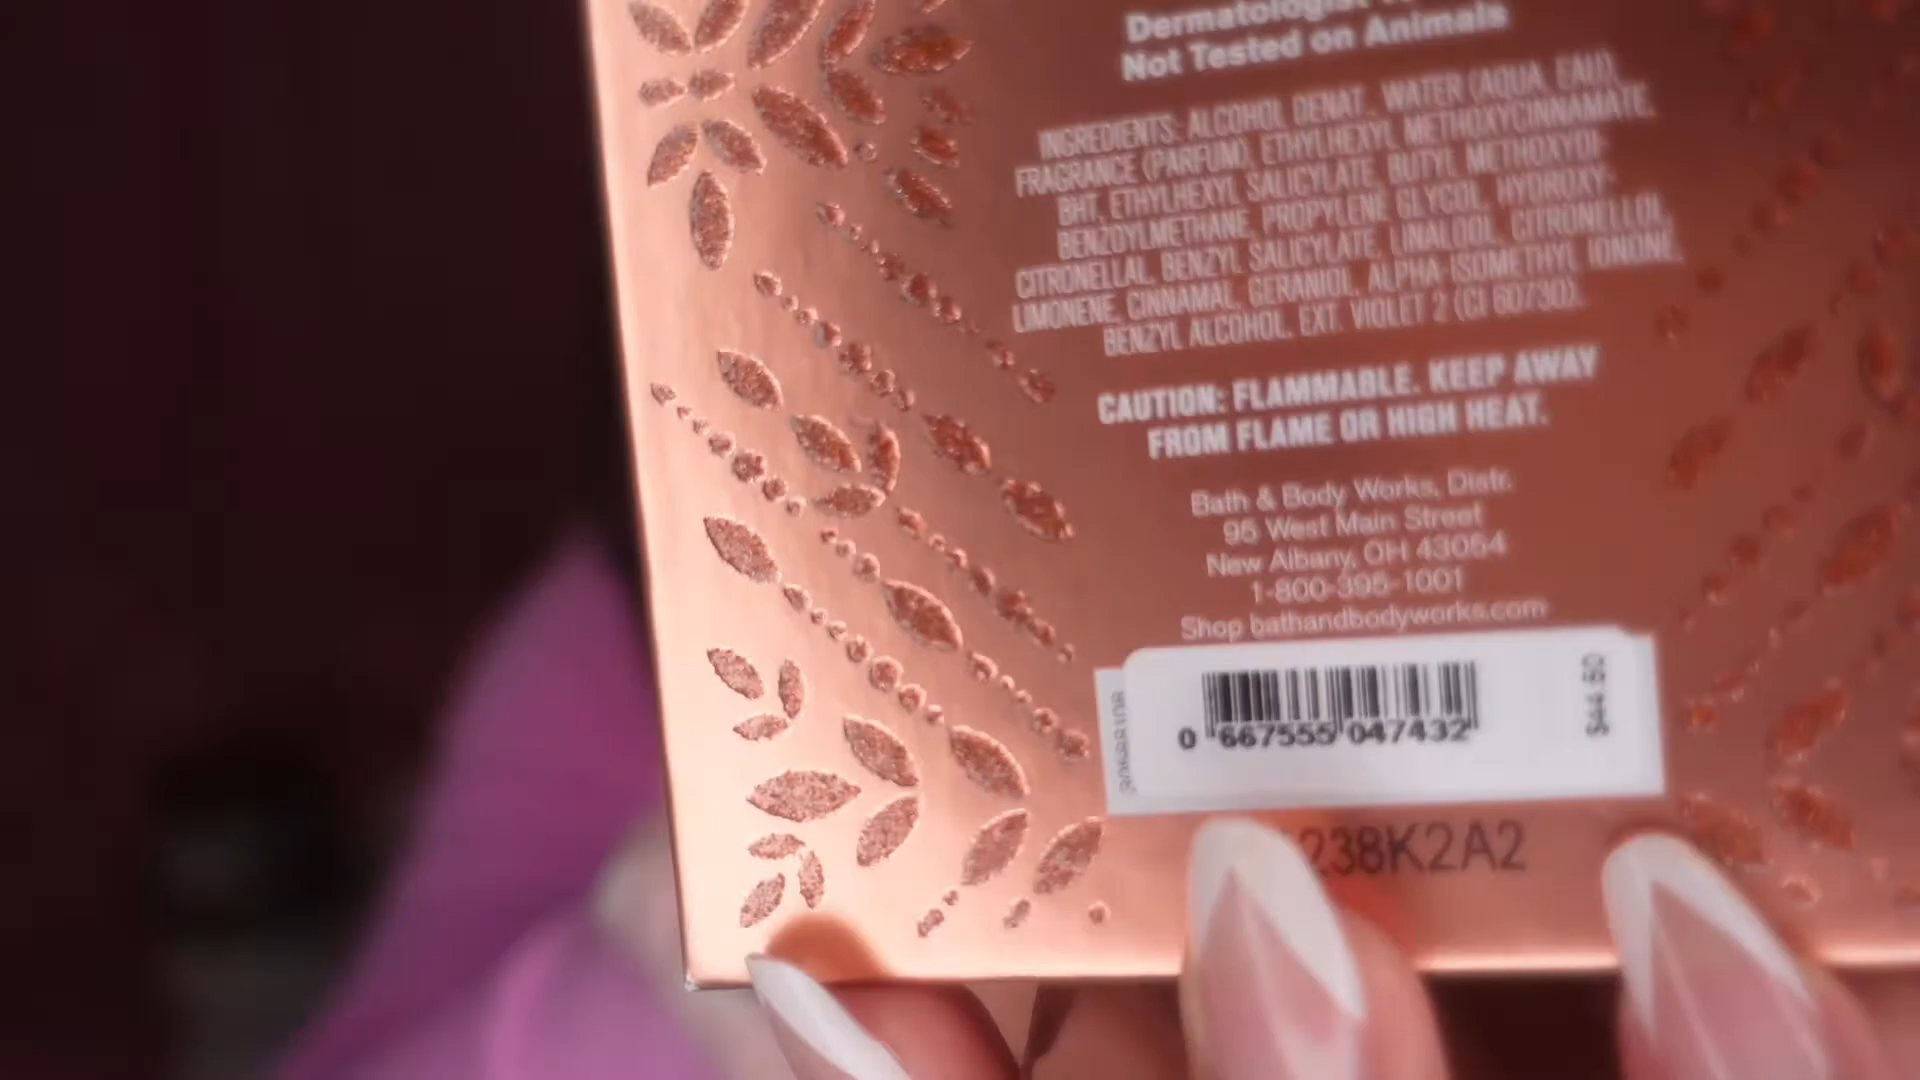 Dermatologist
Not Tested on Animals
INGREDIENTS: ALCOHOL DENAT., WATER (AQUA, EAU),
FRAGRANCE (PARFUM), ETHYLHEXYL METHOXYCINNAMATE,
BHT, ETHYLHEXYL SALICYLATE, BUTYL METHOXYDI-
BENZOYLMETHANE, PROPYLENE GLYCOL, HYDROXY-
CITRONELLAL, BENZYL SALICYLATE, LINALOOL, CITRONELLOL,
LIMONENE, CINNAMAL, GERANIOL, ALPHA-ISOMETHYL IONONE,
BENZYL ALCOHOL, EXT. VIOLET 2 (CI 60730).
CAUTION: FLAMMABLE. KEEP AWAY
FROM FLAME OR HIGH HEAT.
Bath & Body Works, Distr.
95 West Main Street
New Albany, OH 43054
1-800-395-1001
Shop bathandbodyworks.com
0 667555 047432
$44.50
238K2A2